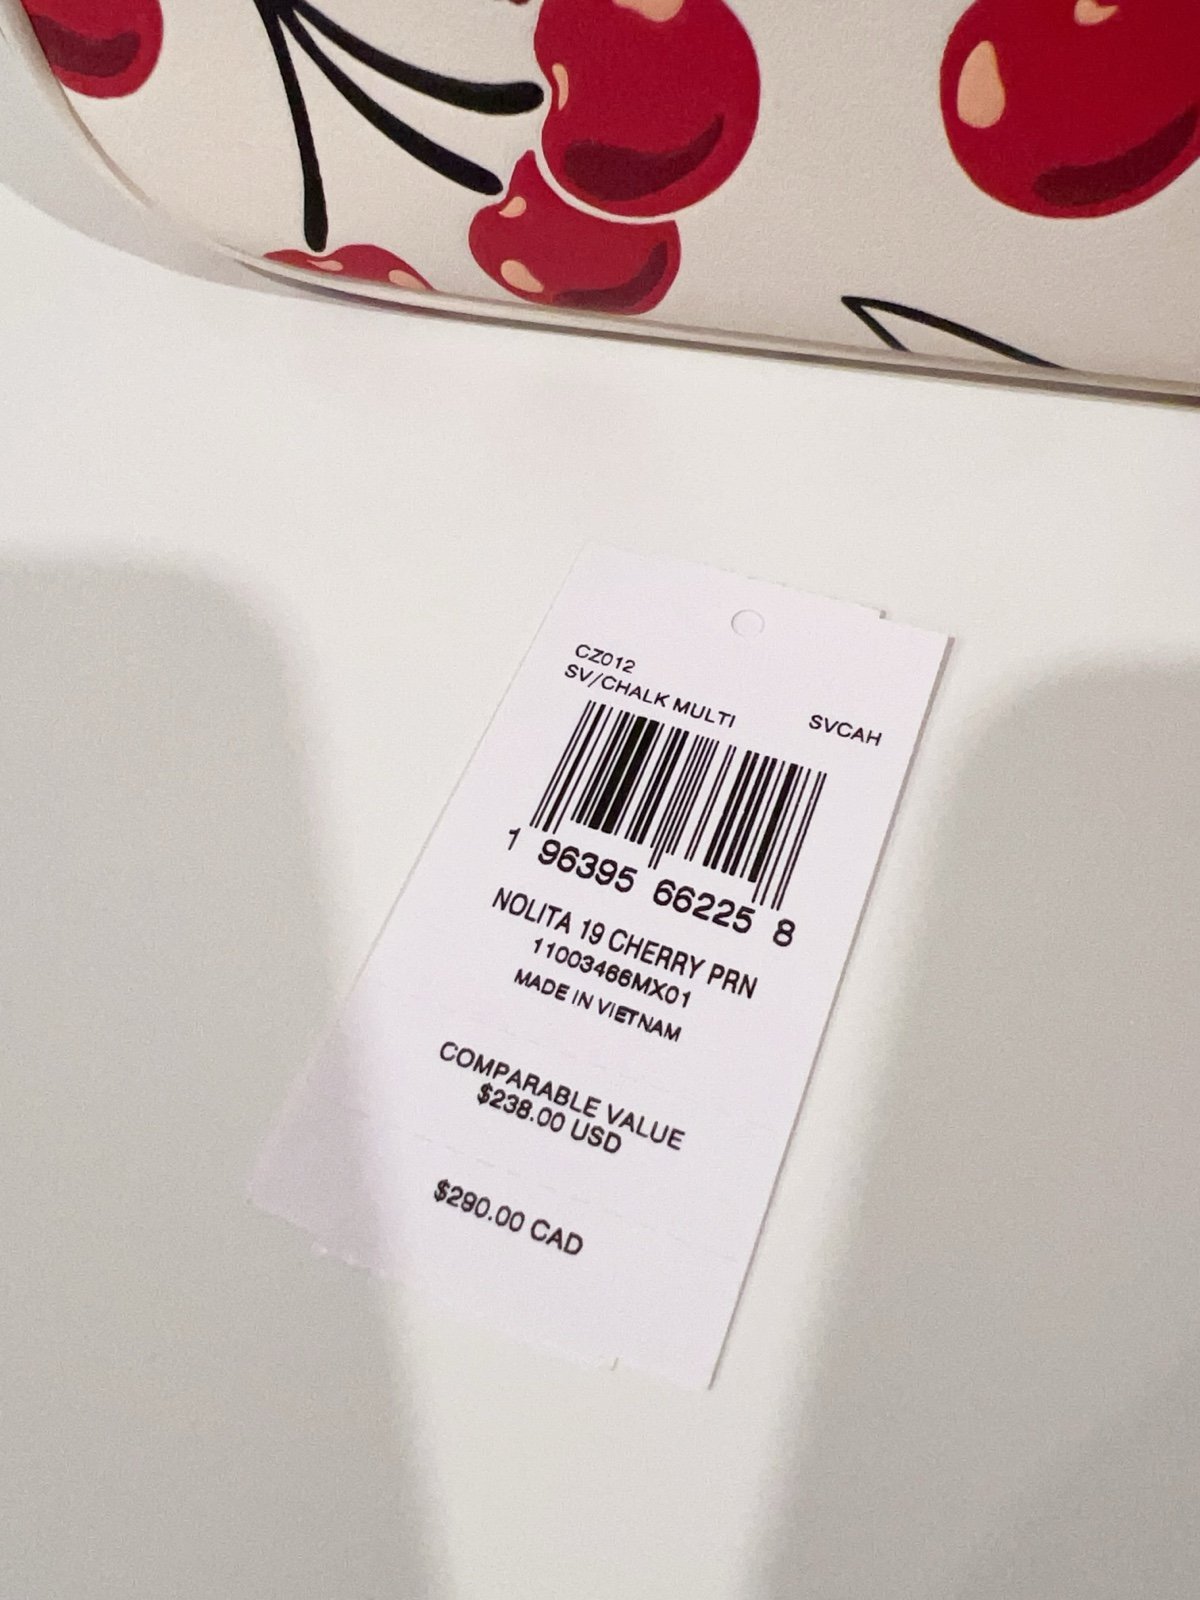 CZ012
SV/CHALK MULTI SVCAH
1 96395 66225 8
NOLITA 19 CHERRY PRN
11003466MX01
MADE IN VIETNAM
COMPARABLE VALUE
$238.00 USD
$290.00 CAD